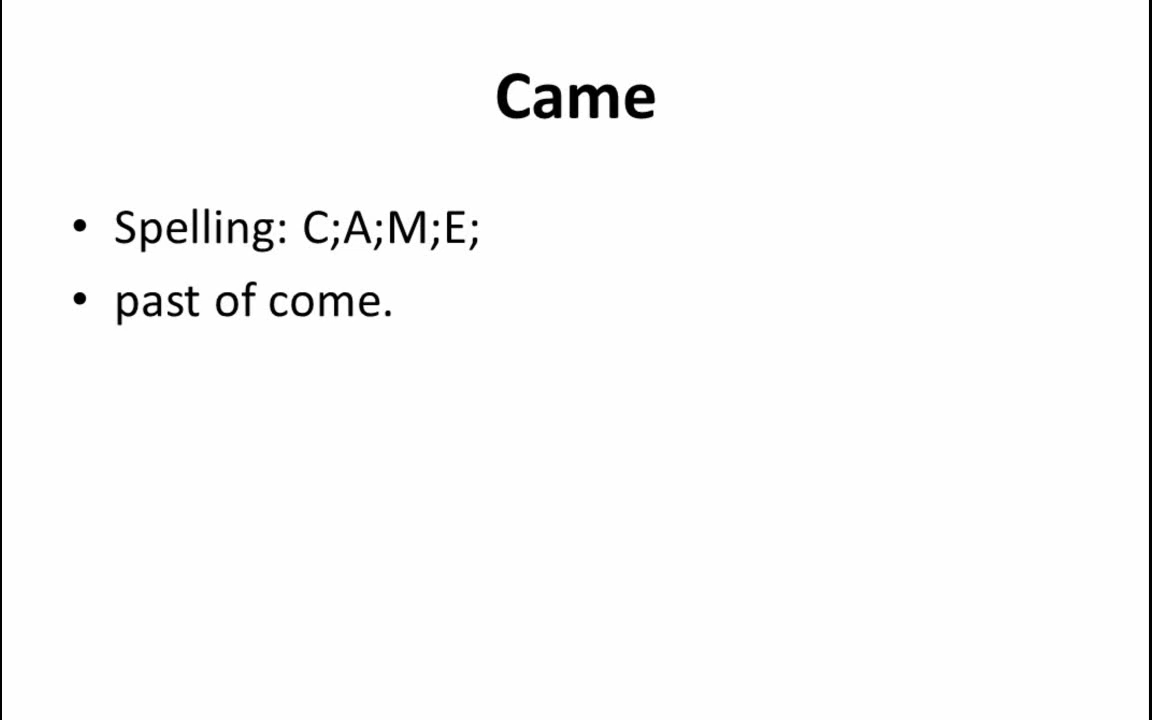 Came
• Spelling: C;A;M;E;
• past of come.